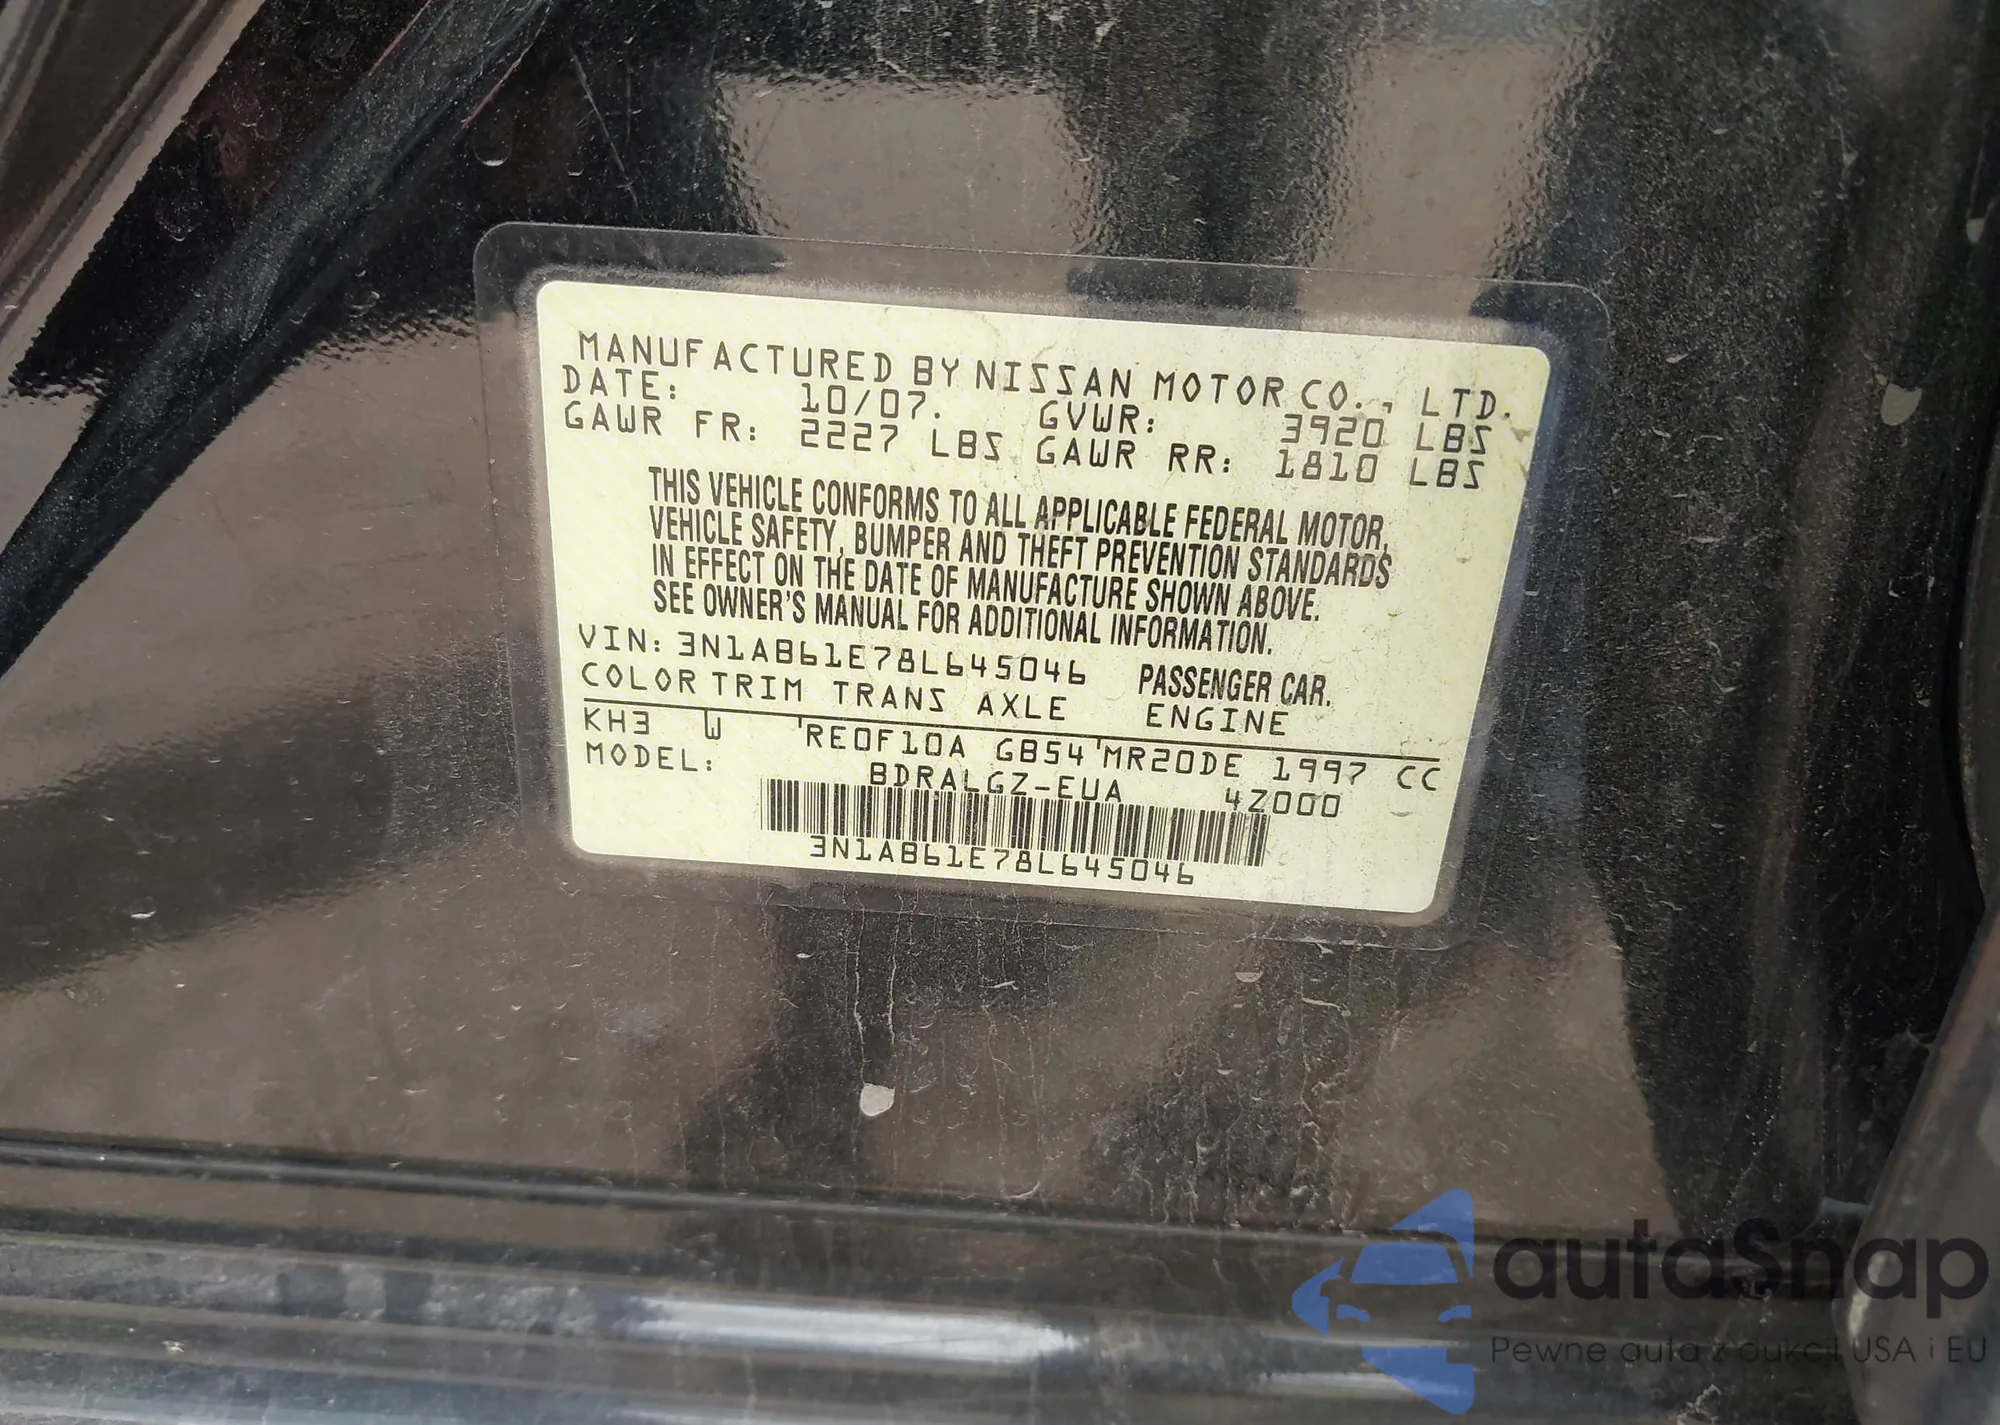 MANUFACTURED BY NISSAN MOTOR CO., LTD.
DATE: 10/07. GVWR: 3920 LBS
GAWR FR: 2227 LBS GAWR RR: 1810 LBS
THIS VEHICLE CONFORMS TO ALL APPLICABLE FEDERAL MOTOR
VEHICLE SAFETY, BUMPER AND THEFT PREVENTION STANDARDS
IN EFFECT ON THE DATE OF MANUFACTURE SHOWN ABOVE.
SEE OWNER'S MANUAL FOR ADDITIONAL INFORMATION.
VIN: 3N1AB61E78L645046 PASSENGER CAR.
COLOR TRIM TRANS AXLE ENGINE
KH3 W RE0F10A GB54 MR20DE 1997 CC
MODEL: BDRALGZ-EUA 4Z000
3N1AB61E78L645046
autaSnap
Pewne auta z aukcji USA i EU